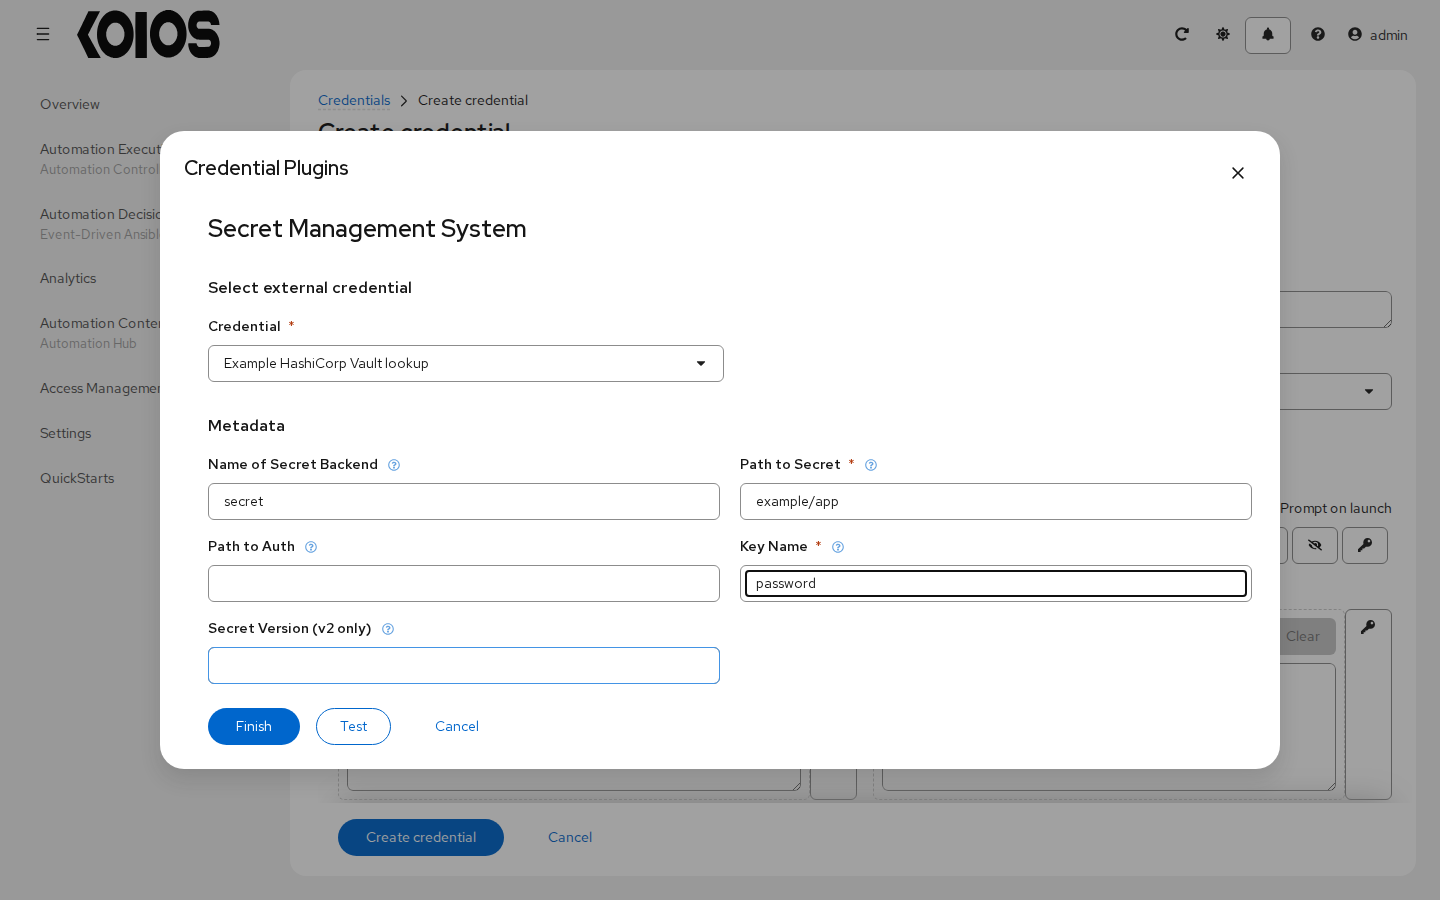 KOIOS
admin
Overview
Automation Execut
Automation Control
Automation Decisio
Event-Driven Ansibl
Analytics
Automation Conten
Automation Hub
Access Managemen
Settings
QuickStarts
Credentials
Create credential
Create credential
Credential Plugins
Secret Management System
Select external credential
Credential *
Example HashiCorp Vault lookup
Metadata
Name of Secret Backend
Path to Secret *
secret
example/app
Path to Auth
Key Name *
password
Secret Version (v2 only)
Finish
Test
Cancel
Prompt on launch
Clear
Create credential
Cancel